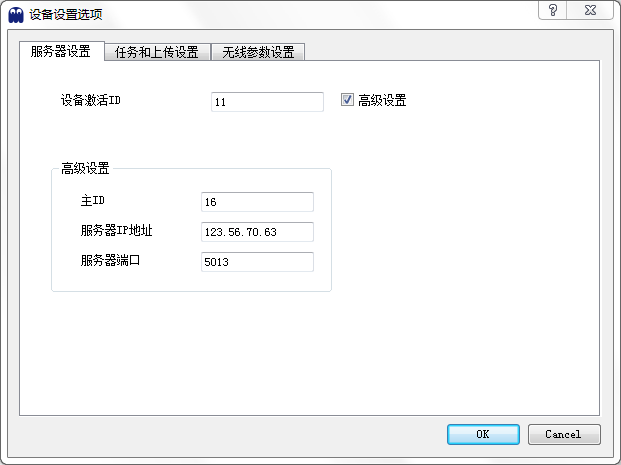 设备设置选项
服务器设置 任务和上传设置 无线参数设置
设备激活ID 11 高级设置
高级设置
主ID 16
服务器IP地址 123.56.70.63
服务器端口 5013
OK Cancel